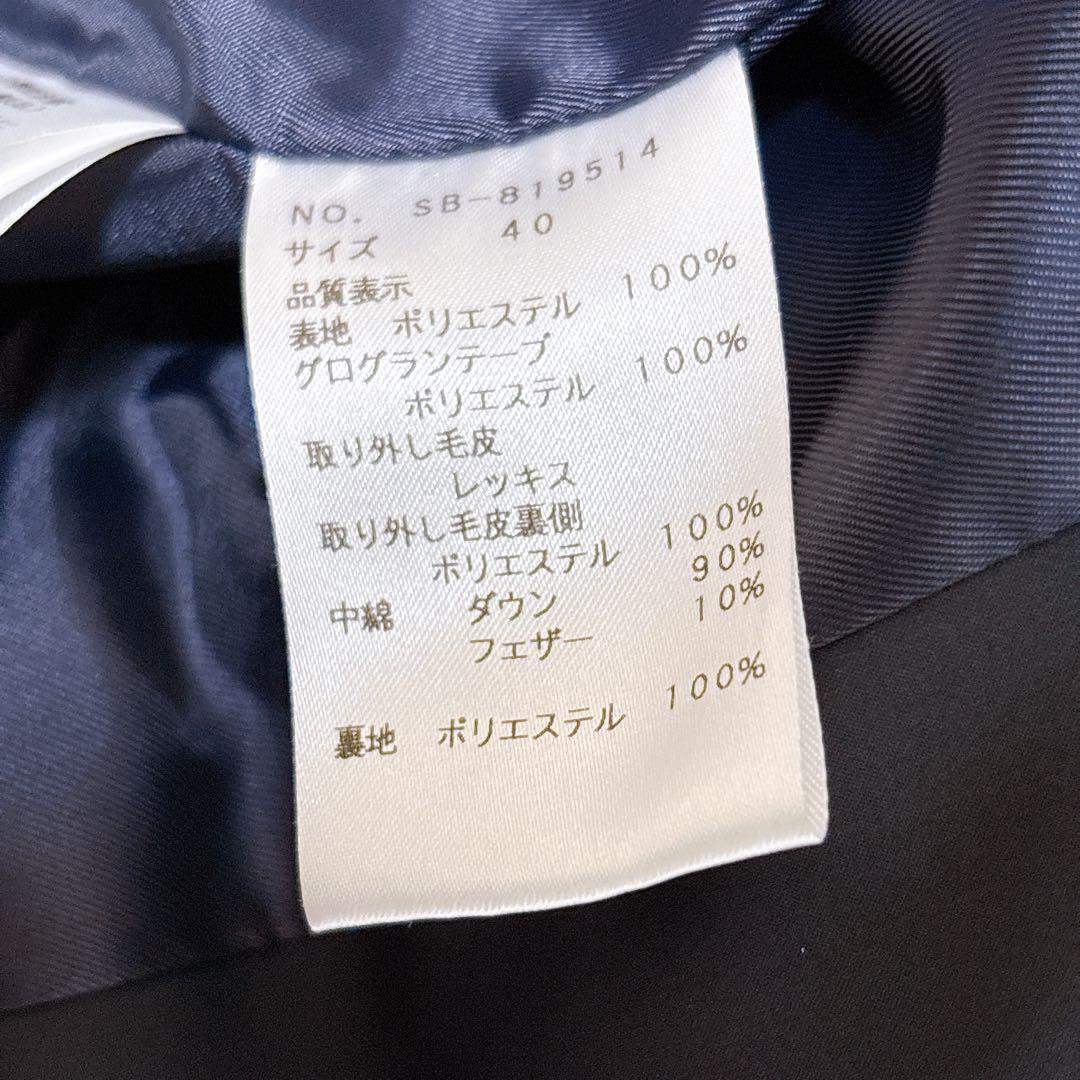 NO. SB-819514
サイズ 40
品質表示
表地 ポリエステル 100%
グログランテープ
ポリエステル 100%
取り外し毛皮
レッキス
取り外し毛皮裏側
ポリエステル 100%
中綿 ダウン 90%
フェザー 10%
裏地 ポリエステル 100%